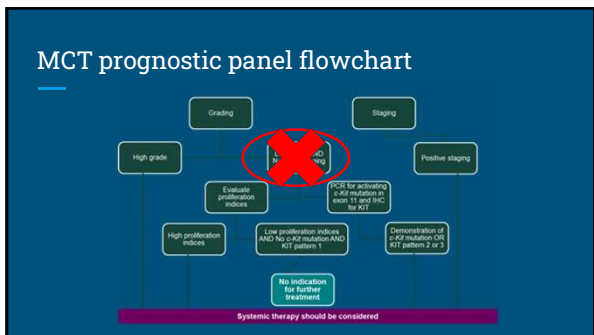 MCT prognostic panel flowchart
Grading
Staging
High grade
Positive staging
Evaluate
proliferation
indices
PCR for activating
c-Kit mutation in
exon 11 and IHC
for KIT
High proliferation
indices
Low proliferation indices
AND No c-Kit mutation AND
KIT pattern 1
Demonstration of
c-Kit mutation OR
KIT pattern 2 or 3
No indication
for further
treatment
Systemic therapy should be considered